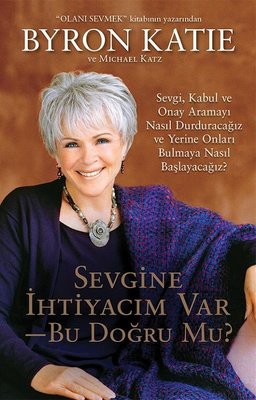 "OLANI SEVMEK" kitabının yazarından
BYRON KATIE
ve MICHAEL KATZ
Sevgi, Kabul ve
Onay Aramayı
Nasıl Durduracağız
ve Yerine Onları
Bulmaya Nasıl
Başlayacağız?
SEVGİNE
İHTİYACIM VAR
—BU DOĞRU MU?